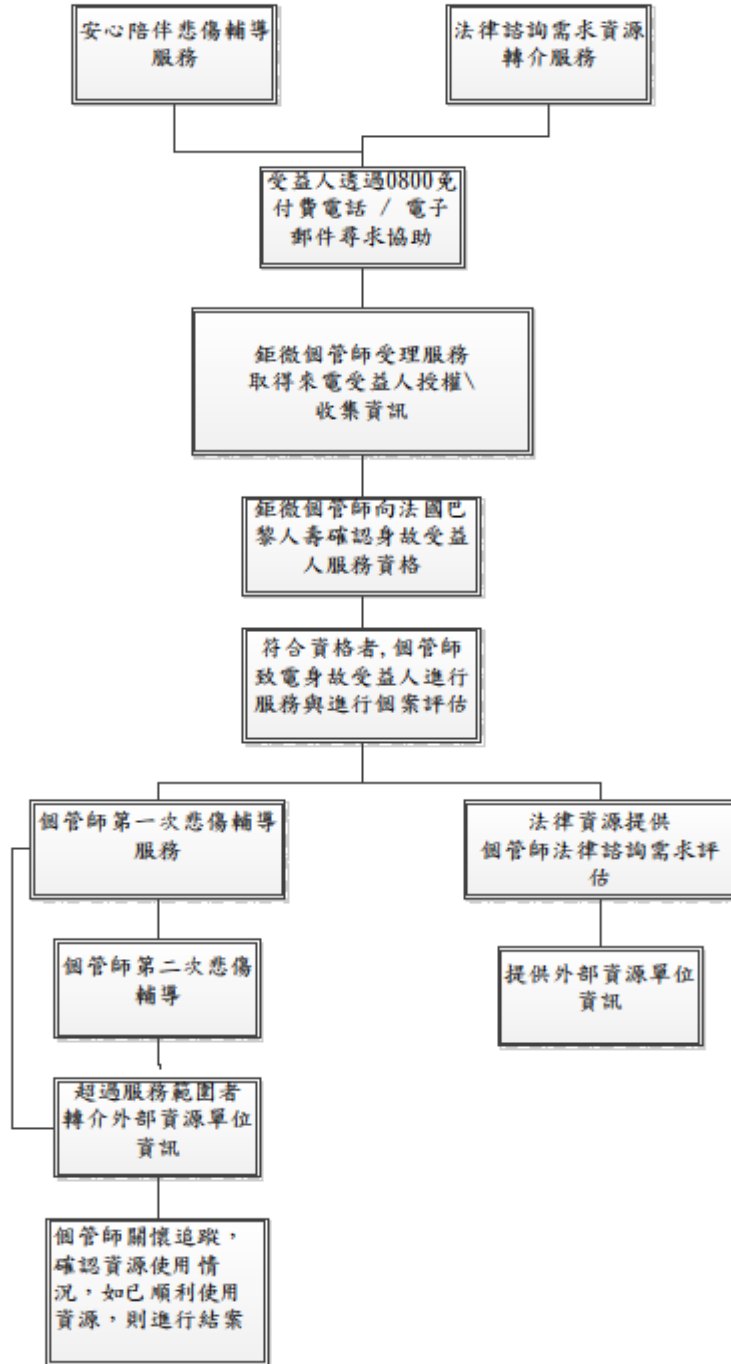 安心陪伴悲傷輔導
服務
法律諮詢需求資源
轉介服務
受益人透過0800免
付費電話 / 電子
郵件尋求協助
鉅微個管師受理服務
取得來電受益人授權\
收集資訊
鉅微個管師向法國巴
黎人壽確認身故受益
人服務資格
符合資格者,個管師
致電身故受益人進行
服務與進行個案評估
個管師第一次悲傷輔導
服務
法律資源提供
個管師法律諮詢需求評
估
個管師第二次悲傷
輔導
提供外部資源單位
資訊
超過服務範圍者
轉介外部資源單位
資訊
個管師關懷追蹤，
確認資源使用情
況，如已順利使用
資源，則進行結案